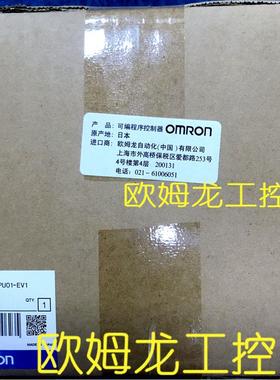 产 品：可编程序控制器 OMRON
原产地：日本
进口商：欧姆龙自动化(中国)有限公司
上海市外高桥保税区爱都路253号
4号楼第4层 200131
电话：021-61006051
欧姆龙工控
PU01-EV1
QTY.
1
MADE
ron
欧姆龙工控